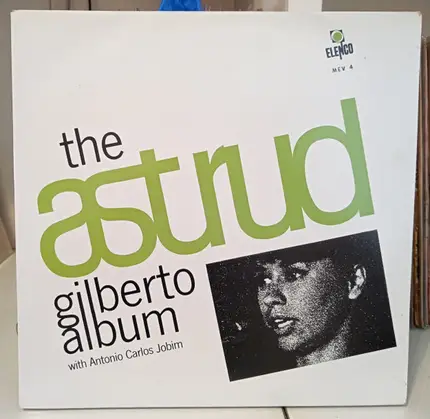 ELENCO
MEV 4
the
astrud
gilberto
album
with Antonio Carlos Jobim